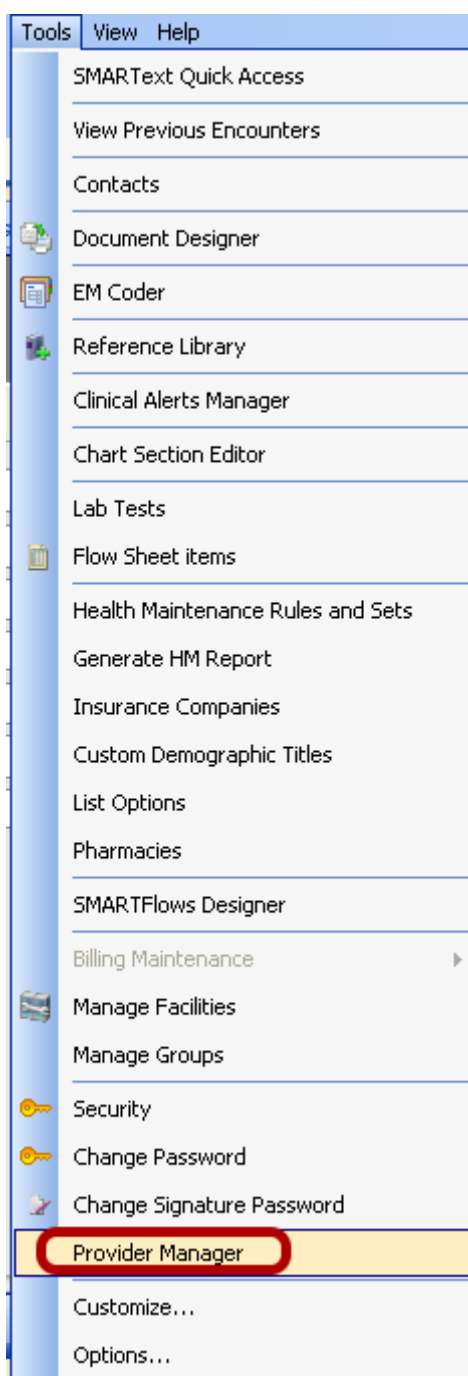 Tools View Help
SMARText Quick Access
View Previous Encounters
Contacts
Document Designer
EM Coder
Reference Library
Clinical Alerts Manager
Chart Section Editor
Lab Tests
Flow Sheet items
Health Maintenance Rules and Sets
Generate HM Report
Insurance Companies
Custom Demographic Titles
List Options
Pharmacies
SMARTFlows Designer
Billing Maintenance
Manage Facilities
Manage Groups
Security
Change Password
Change Signature Password
Provider Manager
Customize...
Options...